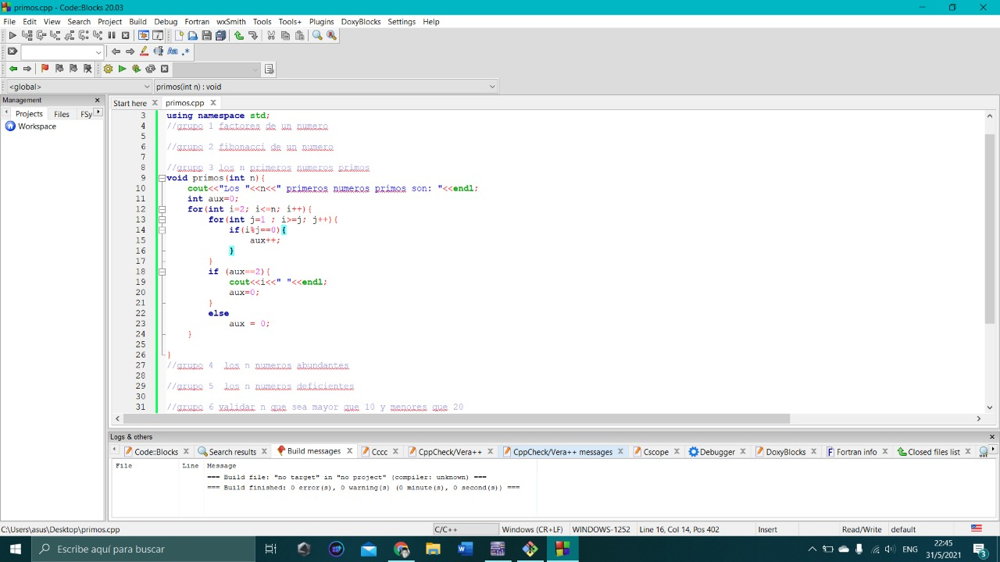 primos.cpp - Code::Blocks 20.03
File Edit View Search Project Build Debug Fortran wxSmith Tools Tools+ Plugins DoxyBlocks Settings Help
Aa .*
<global> primos(int n) : void
Management
Projects Files FSy
Workspace
Start here primos.cpp
3 using namespace std;
4 //grupo 1 factores de un numero
5
6 //grupo 2 fibonacci de un numero
7
8 //grupo 3 los n primeros numeros primos
9 void primos(int n){
10 cout<<"Los "<<n<<" primeros numeros primos son: "<<endl;
11 int aux=0;
12 for(int i=2; i<=n; i++){
13 for(int j=1 ; i>=j; j++){
14 if(i%j==0){
15 aux++;
16 }
17 }
18 if (aux==2){
19 cout<<i<<" "<<endl;
20 aux=0;
21 }
22 else
23 aux = 0;
24 }
25
26 }
27 //grupo 4  los n numeros abundantes
28
29 //grupo 5  los n numeros deficientes
30
31 //grupo 6 validar n que sea mayor que 10 y menores que 20
Logs & others
Code::Blocks Search results Build messages Cccc CppCheck/Vera++ CppCheck/Vera++ messages Cscope Debugger DoxyBlocks Fortran info Closed files list
File Line Message
=== Build file: "no target" in "no project" (compiler: unknown) ===
=== Build finished: 0 error(s), 0 warning(s) (0 minute(s), 0 second(s)) ===
C:\Users\asus\Desktop\primos.cpp C/C++ Windows (CR+LF) WINDOWS-1252 Line 16, Col 14, Pos 402 Insert Read/Write default
Escribe aquí para buscar
ENG
22:45
31/5/2021
3